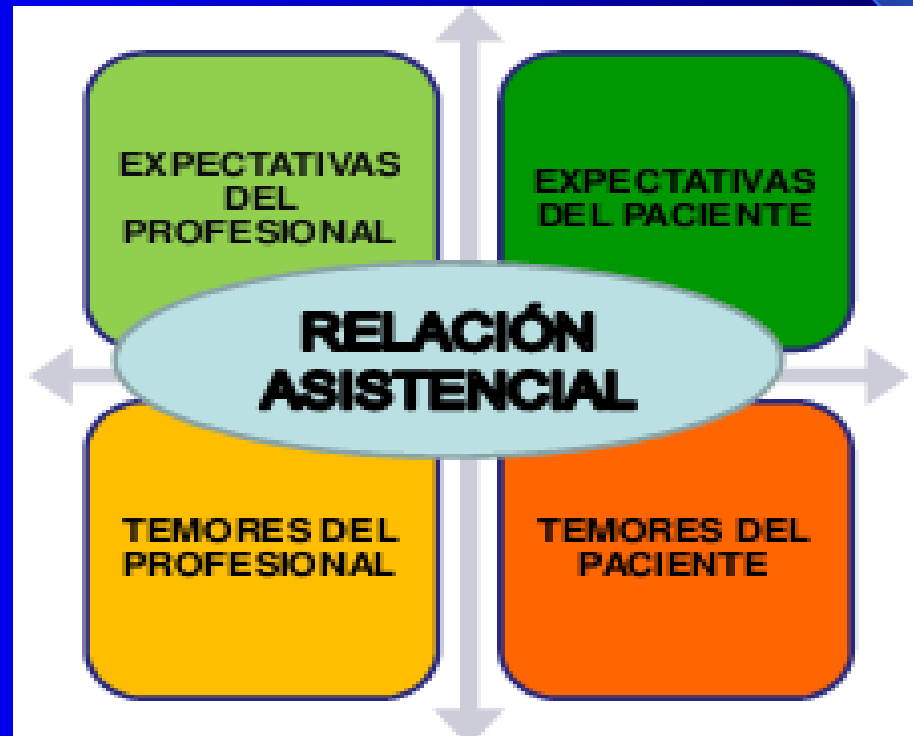 EXPECTATIVAS
DEL
PROFESIONAL
EXPECTATIVAS
DEL PACIENTE
RELACIÓN
ASISTENCIAL
TEMORES DEL
PROFESIONAL
TEMORES DEL
PACIENTE